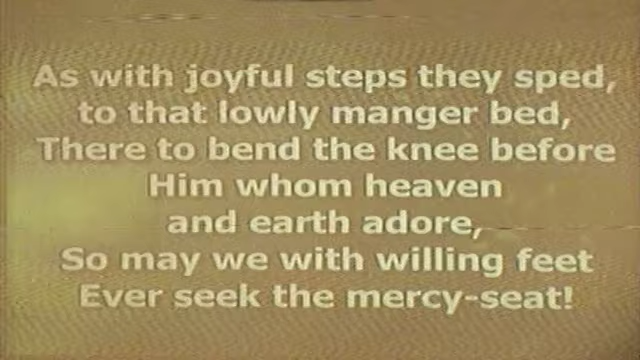 As with joyful steps they sped,
to that lowly manger bed,
There to bend the knee before
Him whom heaven
and earth adore,
So may we with willing feet
Ever seek the mercy-seat!